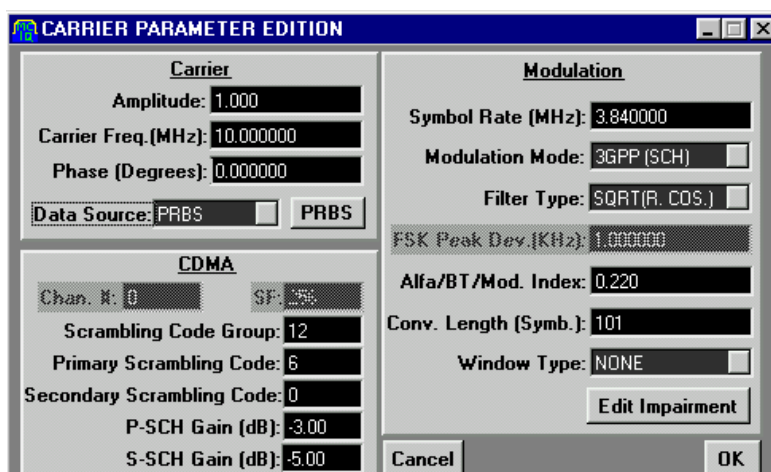 CARRIER PARAMETER EDITION
Carrier
Amplitude: 1.000
Carrier Freq.(MHz): 10.000000
Phase (Degrees): 0.000000
Data Source: PRBS PRBS
CDMA
Chan. #: 0 SF: 256
Scrambling Code Group: 12
Primary Scrambling Code: 6
Secondary Scrambling Code: 0
P-SCH Gain (dB): -3.00
S-SCH Gain (dB): -5.00
Modulation
Symbol Rate (MHz): 3.840000
Modulation Mode: 3GPP (SCH)
Filter Type: SQRT(R. COS.)
FSK Peak Dev.(KHz): 1.000000
Alfa/BT/Mod. Index: 0.220
Conv. Length (Symb.): 101
Window Type: NONE
Edit Impairment
Cancel OK